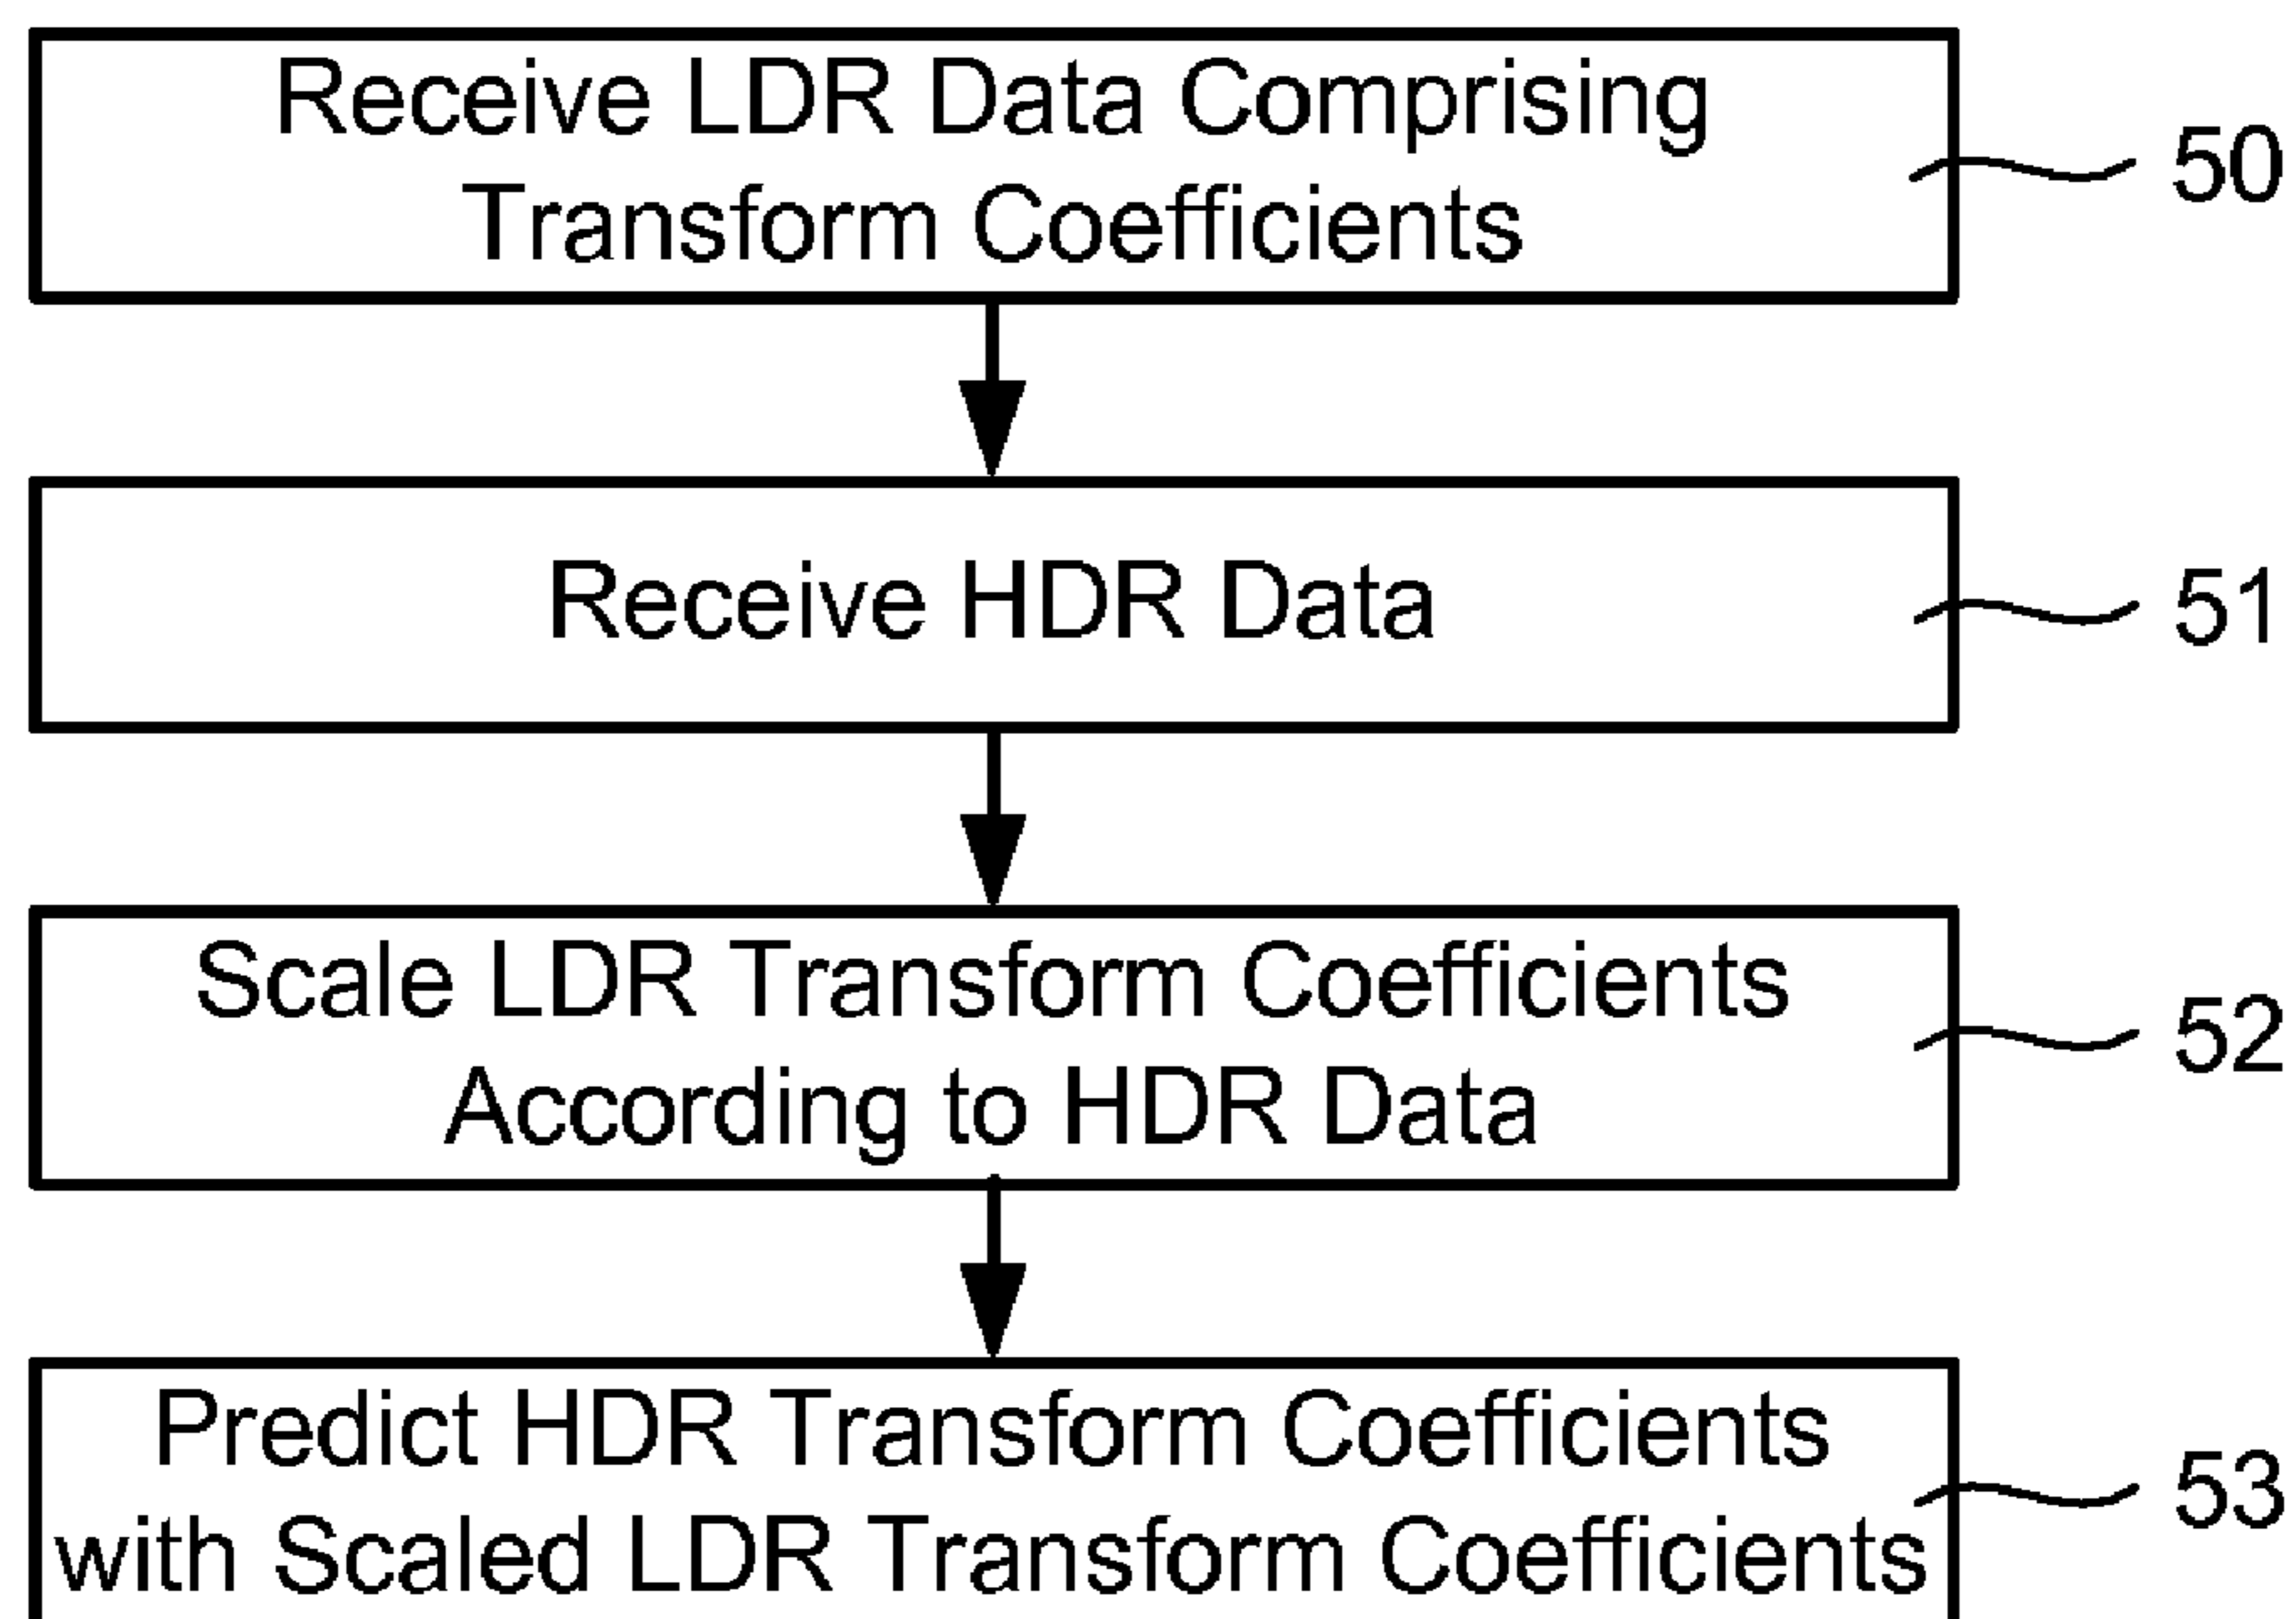 Receive LDR Data Comprising
Transform Coefficients
50
Receive HDR Data
51
Scale LDR Transform Coefficients
According to HDR Data
52
Predict HDR Transform Coefficients
with Scaled LDR Transform Coefficients
53